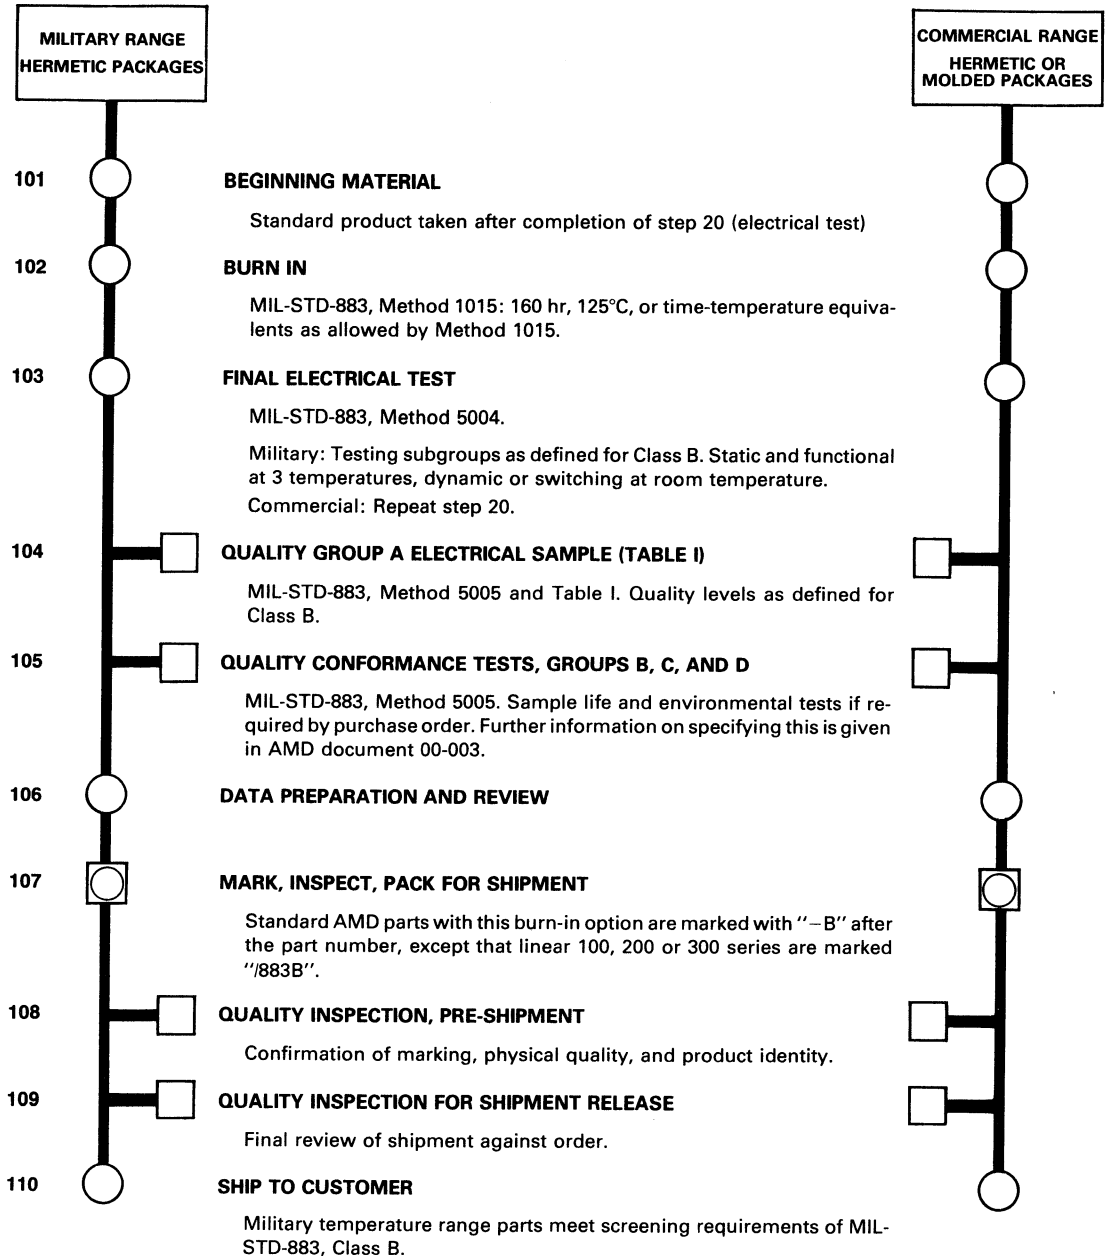 MILITARY RANGE
HERMETIC PACKAGES
COMMERCIAL RANGE
HERMETIC OR
MOLDED PACKAGES
101 BEGINNING MATERIAL
Standard product taken after completion of step 20 (electrical test)
102 BURN IN
MIL-STD-883, Method 1015: 160 hr, 125°C, or time-temperature equiva-
lents as allowed by Method 1015.
103 FINAL ELECTRICAL TEST
MIL-STD-883, Method 5004.
Military: Testing subgroups as defined for Class B. Static and functional
at 3 temperatures, dynamic or switching at room temperature.
Commercial: Repeat step 20.
104 QUALITY GROUP A ELECTRICAL SAMPLE (TABLE I)
MIL-STD-883, Method 5005 and Table I. Quality levels as defined for
Class B.
105 QUALITY CONFORMANCE TESTS, GROUPS B, C, AND D
MIL-STD-883, Method 5005. Sample life and environmental tests if re-
quired by purchase order. Further information on specifying this is given
in AMD document 00-003.
106 DATA PREPARATION AND REVIEW
107 MARK, INSPECT, PACK FOR SHIPMENT
Standard AMD parts with this burn-in option are marked with "–B" after
the part number, except that linear 100, 200 or 300 series are marked
"/883B".
108 QUALITY INSPECTION, PRE-SHIPMENT
Confirmation of marking, physical quality, and product identity.
109 QUALITY INSPECTION FOR SHIPMENT RELEASE
Final review of shipment against order.
110 SHIP TO CUSTOMER
Military temperature range parts meet screening requirements of MIL-
STD-883, Class B.